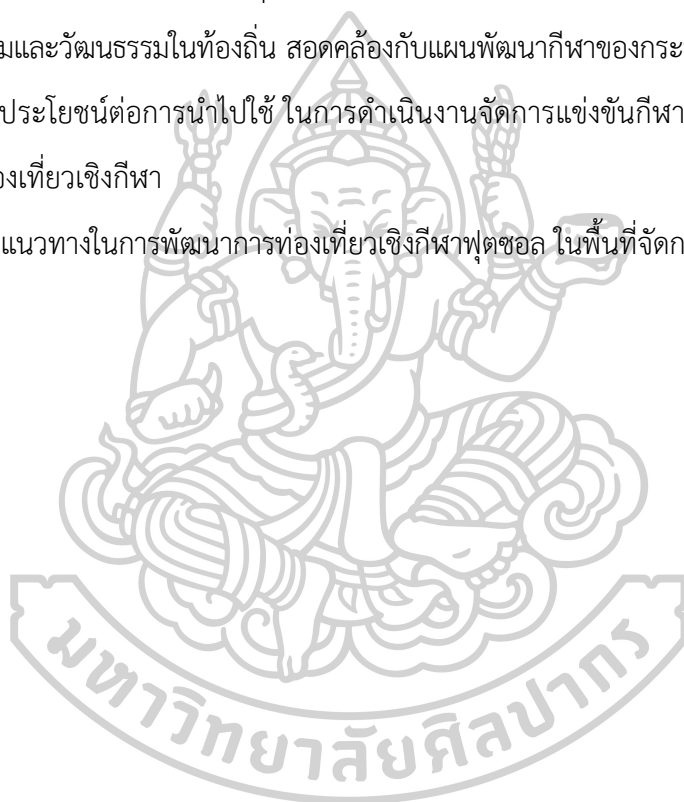 มและวัฒนธรรมในท้องถิ่น สอดคล้องกับแผนพัฒนากีฬาของกระ
ประโยชน์ต่อการนำไปใช้ ในการดำเนินงานจัดการแข่งขันกีฬา
องเที่ยวเชิงกีฬา
แนวทางในการพัฒนาการท่องเที่ยวเชิงกีฬาฟุตซอล ในพื้นที่จัดก
มหาวิทยาลัยศิลปากร